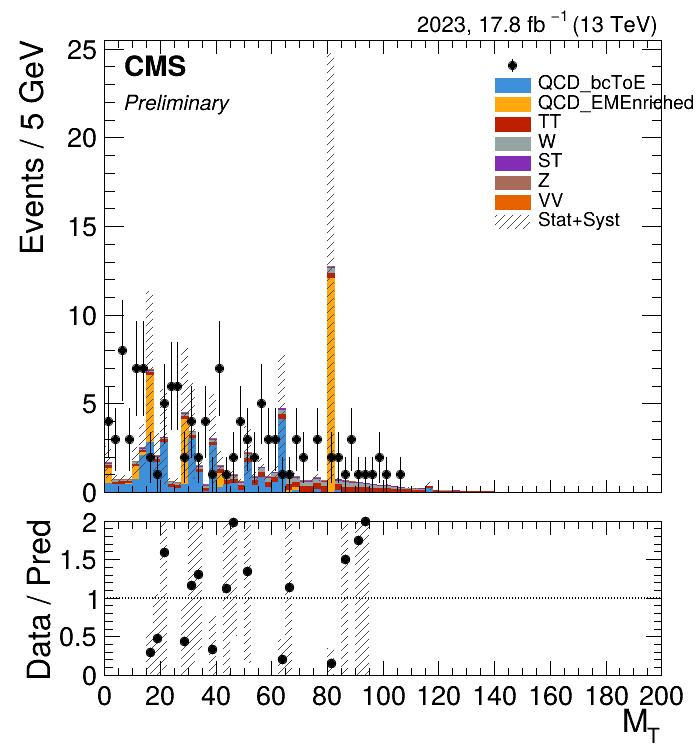 2023, 17.8 fb⁻¹ (13 TeV)
CMS
Preliminary
QCD_bcToE
QCD_EMEnriched
TT
W
ST
Z
VV
Stat+Syst
Events / 5 GeV
25
20
15
10
5
0
Data / Pred
2
1.5
1
0.5
0
0 20 40 60 80 100 120 140 160 180 200
M_T